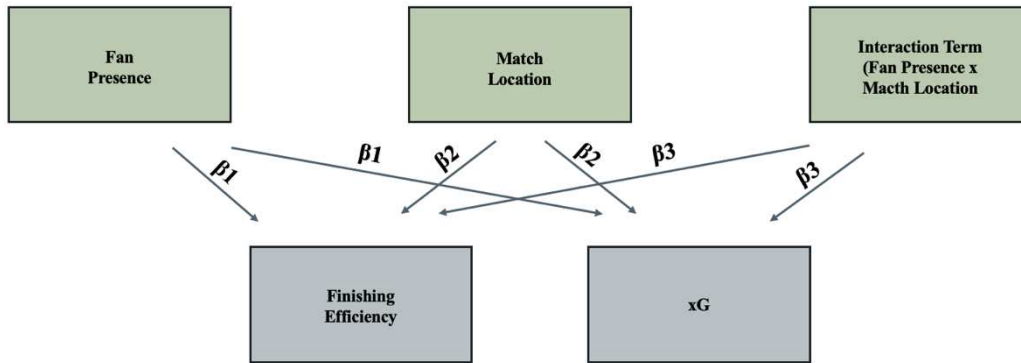 Fan
Presence
Match
Location
Interaction Term
(Fan Presence x
Macth Location
β1
β1
β2
β2
β3
β3
Finishing
Efficiency
xG